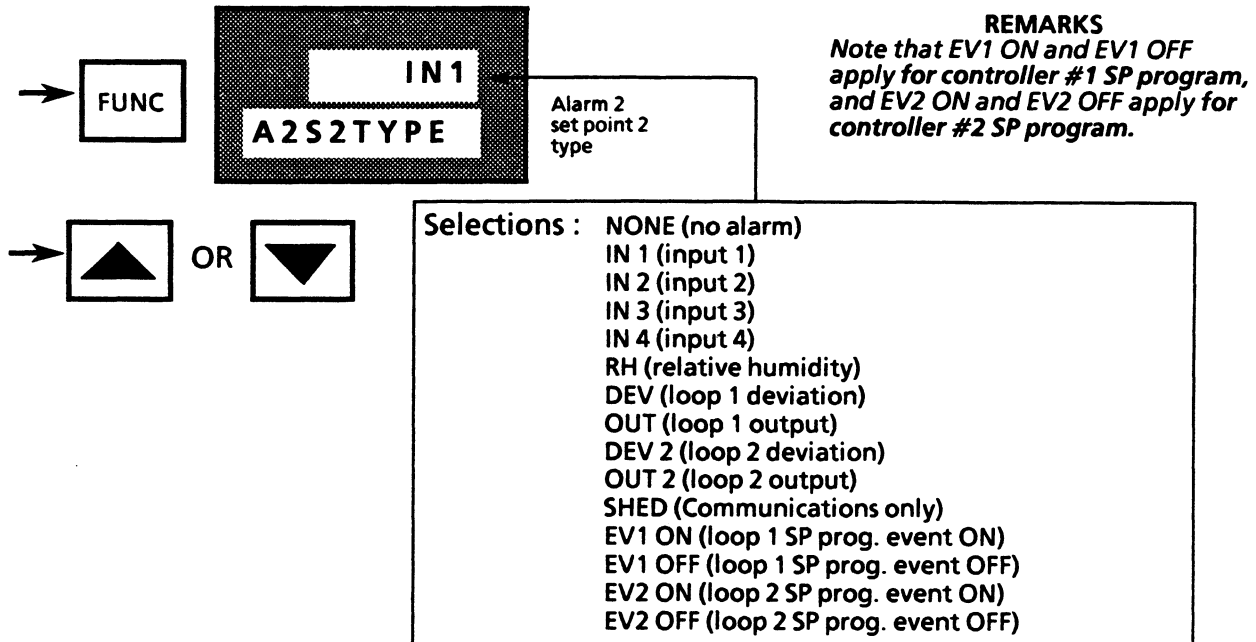 FUNC
IN1
A2S2TYPE
Alarm 2
set point 2
type
REMARKS
Note that EV1 ON and EV1 OFF
apply for controller #1 SP program,
and EV2 ON and EV2 OFF apply for
controller #2 SP program.
OR
Selections : NONE (no alarm)
IN 1 (input 1)
IN 2 (input 2)
IN 3 (input 3)
IN 4 (input 4)
RH (relative humidity)
DEV (loop 1 deviation)
OUT (loop 1 output)
DEV 2 (loop 2 deviation)
OUT 2 (loop 2 output)
SHED (Communications only)
EV1 ON (loop 1 SP prog. event ON)
EV1 OFF (loop 1 SP prog. event OFF)
EV2 ON (loop 2 SP prog. event ON)
EV2 OFF (loop 2 SP prog. event OFF)